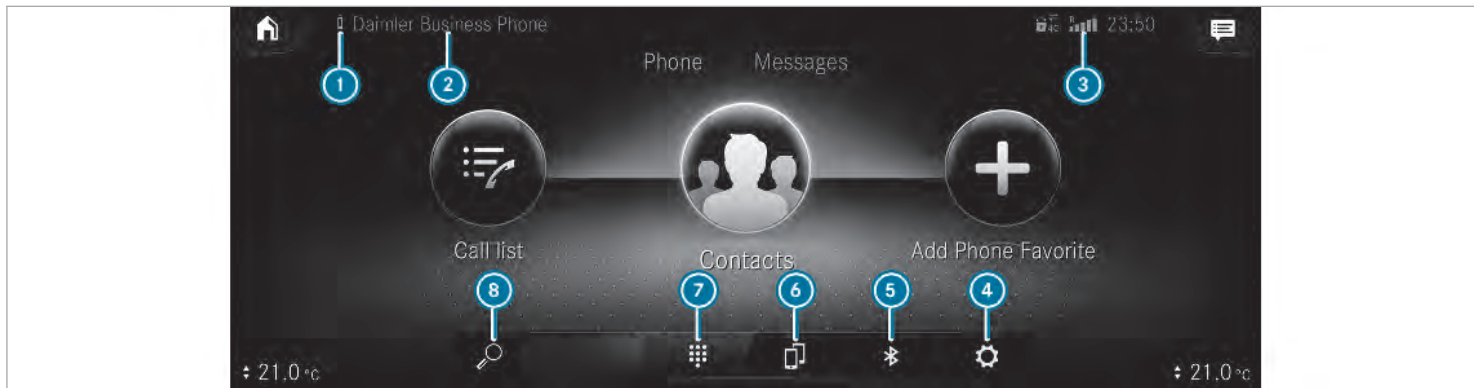 Daimler Business Phone
23:50
1
2
3
Phone Messages
Call list
Contacts
Add Phone Favorite
8
7
6
5
4
21.0 °C
21.0 °C